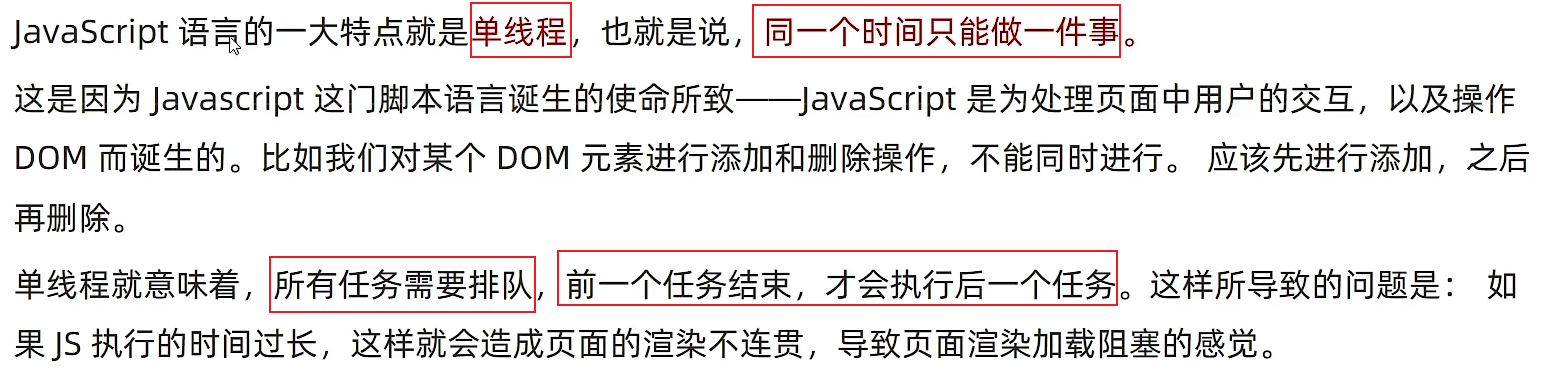 JavaScript 语言的一大特点就是单线程，也就是说，同一个时间只能做一件事。
这是因为 Javascript 这门脚本语言诞生的使命所致——JavaScript 是为处理页面中用户的交互，以及操作
DOM 而诞生的。比如我们对某个 DOM 元素进行添加和删除操作，不能同时进行。 应该先进行添加，之后
再删除。
单线程就意味着，所有任务需要排队，前一个任务结束，才会执行后一个任务。这样所导致的问题是： 如
果 JS 执行的时间过长，这样就会造成页面的渲染不连贯，导致页面渲染加载阻塞的感觉。